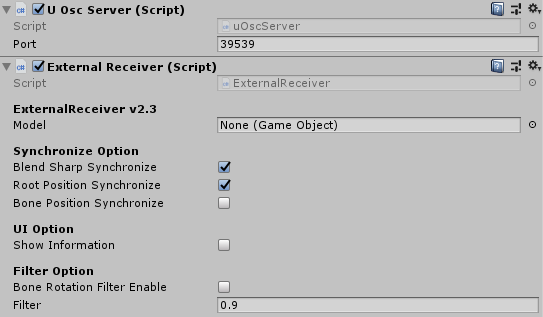 U Osc Server (Script)
Script uOscServer
Port 39539
External Receiver (Script)
Script ExternalReceiver
ExternalReceiver v2.3
Model None (Game Object)
Synchronize Option
Blend Sharp Synchronize
Root Position Synchronize
Bone Position Synchronize
UI Option
Show Information
Filter Option
Bone Rotation Filter Enable
Filter 0.9